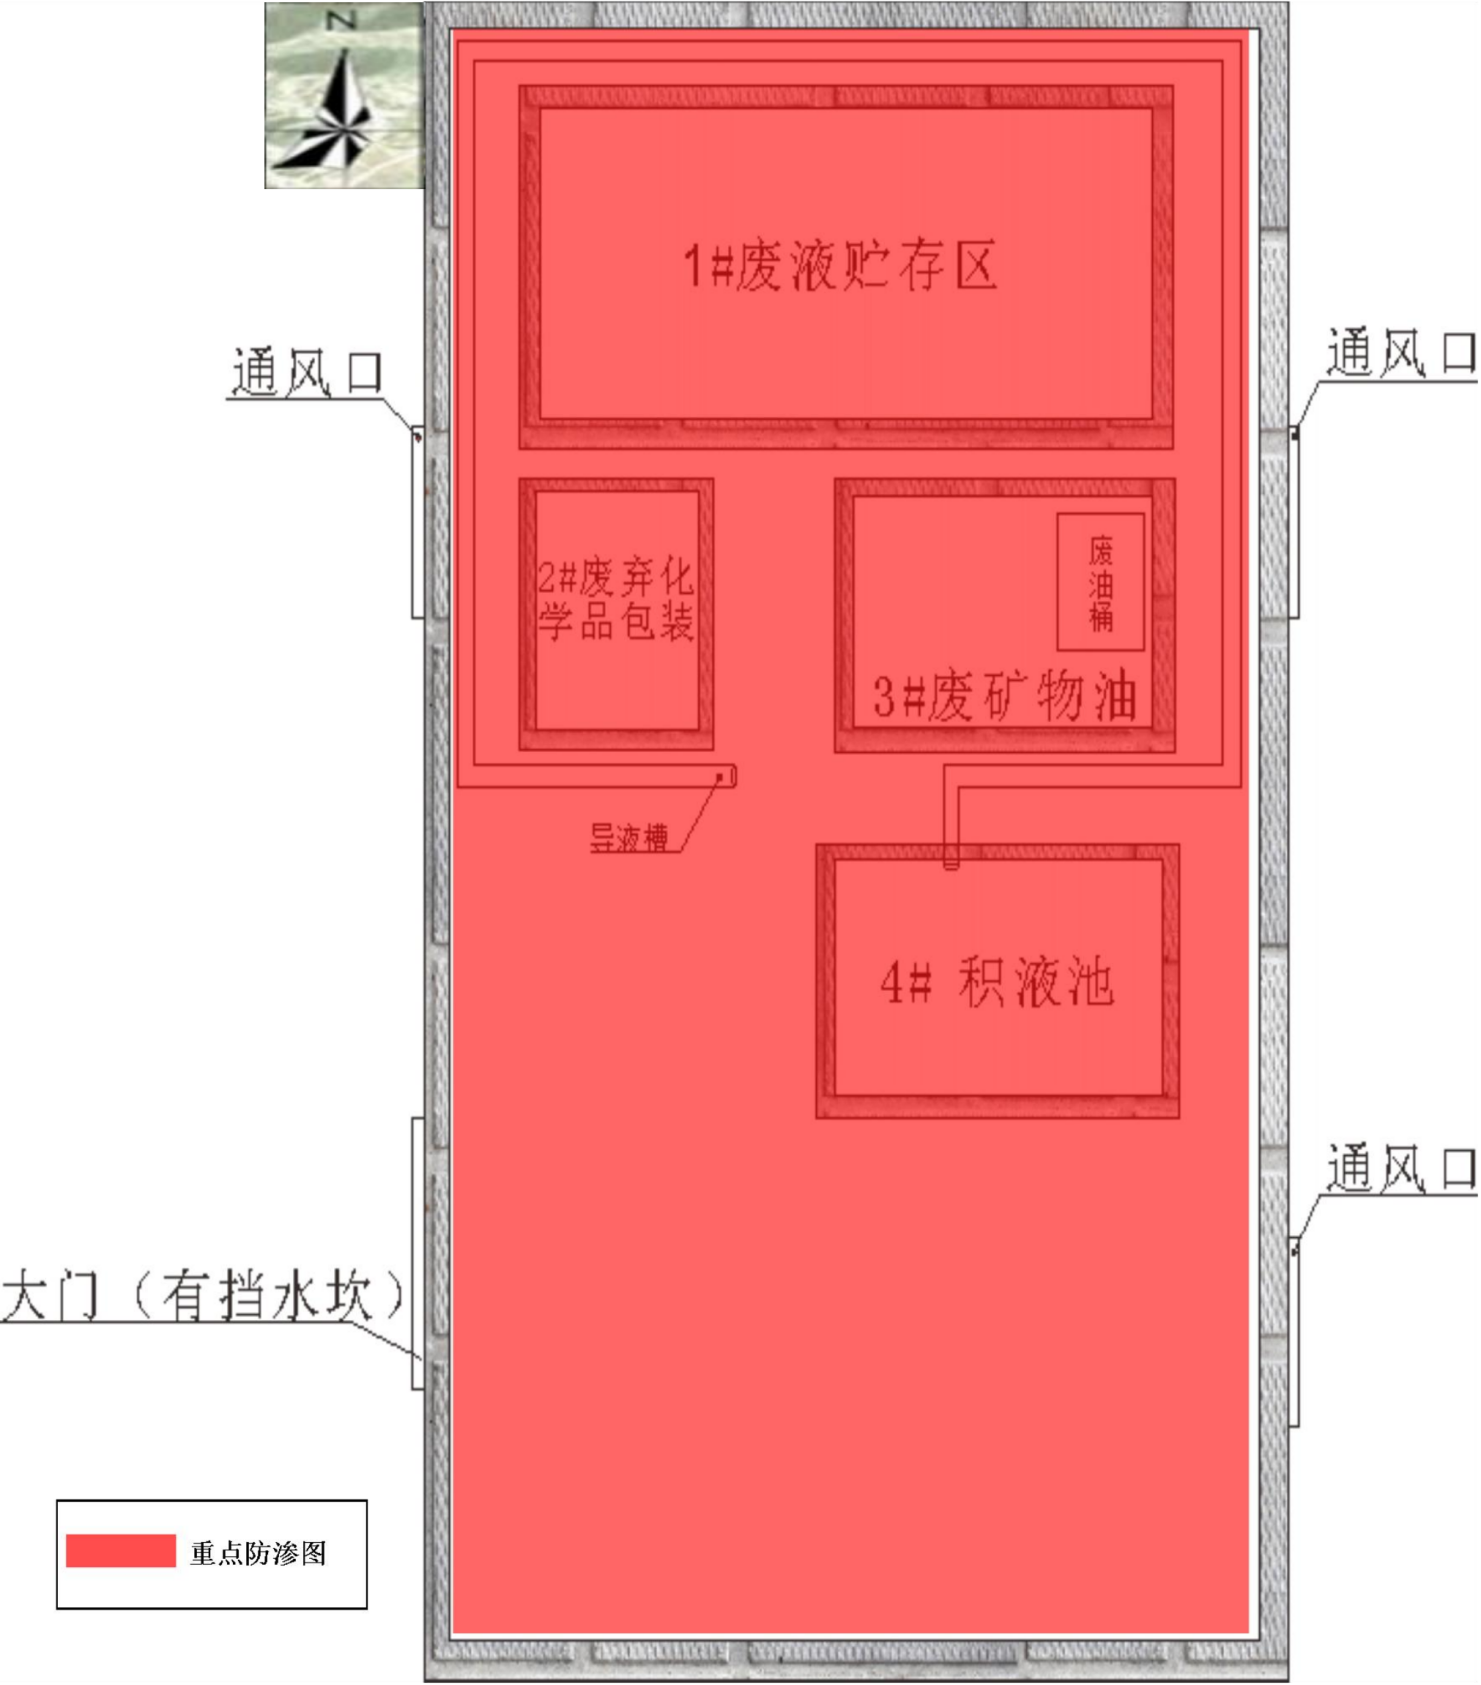 N
1#废液贮存区
通风口
通风口
2#废弃化
学品包装
废油桶
3#废矿物油
导液槽
4# 积液池
通风口
大门（有挡水坎）
重点防渗图